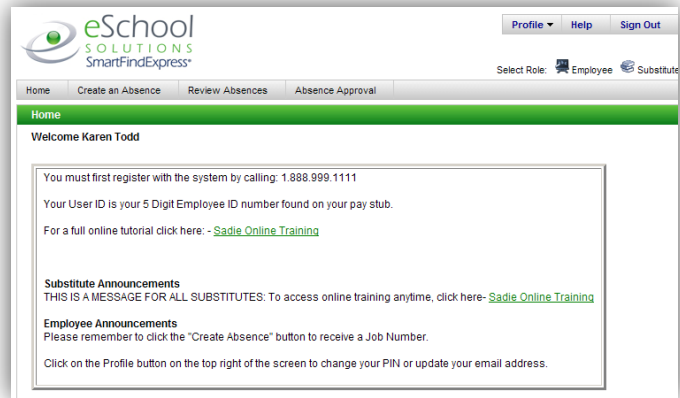 eSchool
SOLUTIONS
SmartFindExpress®
Profile Help Sign Out
Select Role: Employee Substitute
Home Create an Absence Review Absences Absence Approval
Home
Welcome Karen Todd
You must first register with the system by calling: 1.888.999.1111
Your User ID is your 5 Digit Employee ID number found on your pay stub.
For a full online tutorial click here: - Sadie Online Training
Substitute Announcements
THIS IS A MESSAGE FOR ALL SUBSTITUTES: To access online training anytime, click here- Sadie Online Training
Employee Announcements
Please remember to click the "Create Absence" button to receive a Job Number.
Click on the Profile button on the top right of the screen to change your PIN or update your email address.